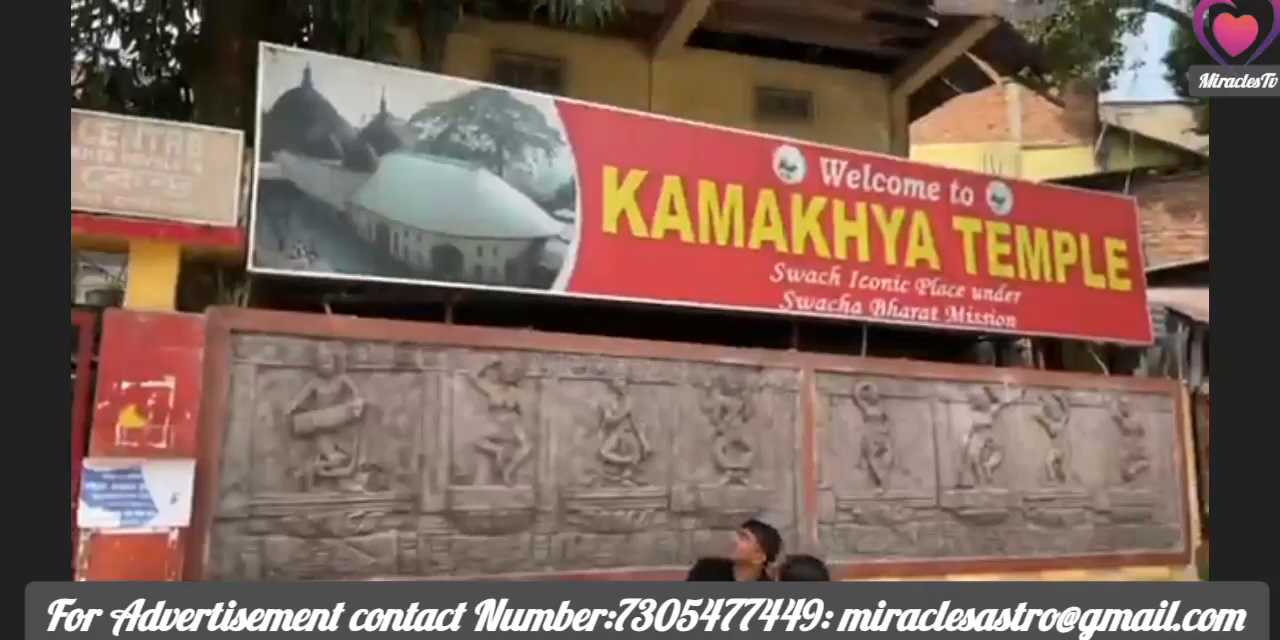 MiraclesTv
CENTRE
Welcome to
KAMAKHYA TEMPLE
Swach Iconic Place under
Swacha Bharat Mission
For Advertisement contact Number:7305477449: miraclesastro@gmail.com